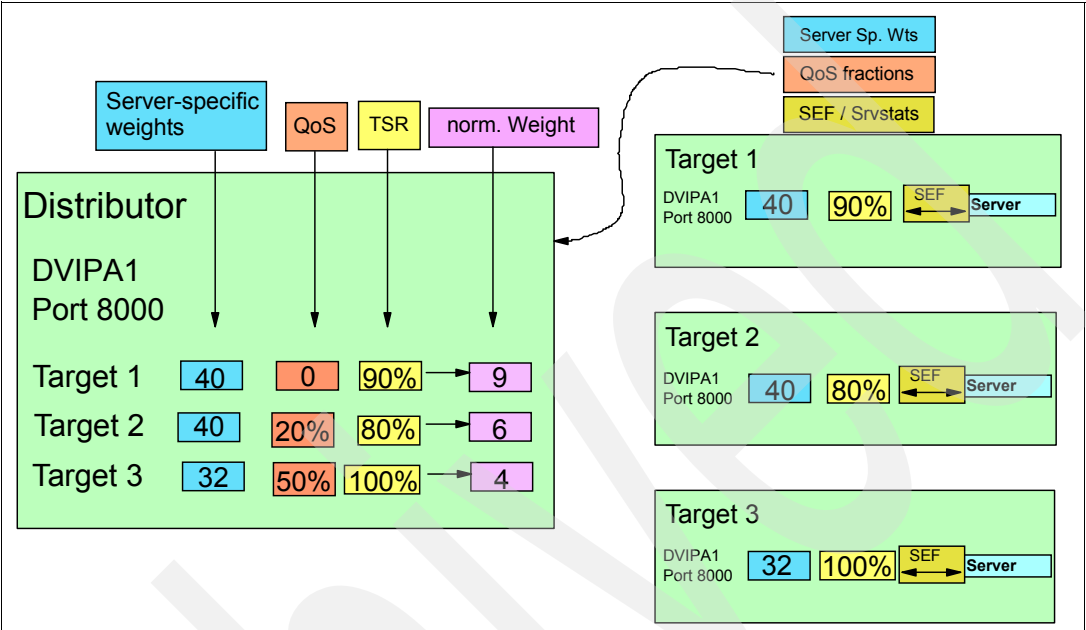 Server-specific
weights
QoS
TSR
norm. Weight
Distributor
DVIPA1
Port 8000
Target 1 40 0 90% 9
Target 2 40 20% 80% 6
Target 3 32 50% 100% 4
Server Sp. Wts
QoS fractions
SEF / Srvstats
Target 1
DVIPA1
Port 8000
40 90% SEF Server
Target 2
DVIPA1
Port 8000
40 80% SEF Server
Target 3
DVIPA1
Port 8000
32 100% SEF Server